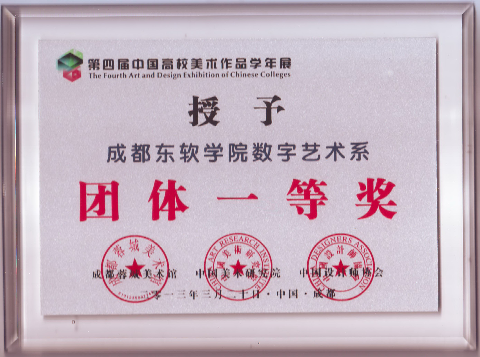 第四届中国高校美术作品学年展
The Fourth Art and Design Exhibition of Chinese Colleges
授予
成都东软学院数字艺术系
团体一等奖
成都蓉城美术馆 中国美术研究院 中国设计师协会
二零一三年三月二十日·中国·成都